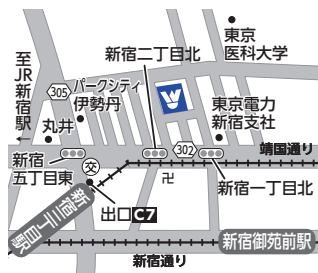 東京
医科大学
新宿二丁目北
至JR新宿駅
305
パークシティ
伊勢丹
丸井
東京電力
新宿支社
302
靖国通り
新宿
五丁目東
交
新宿一丁目北
出口C7
新宿三丁目駅
新宿御苑前駅
新宿通り